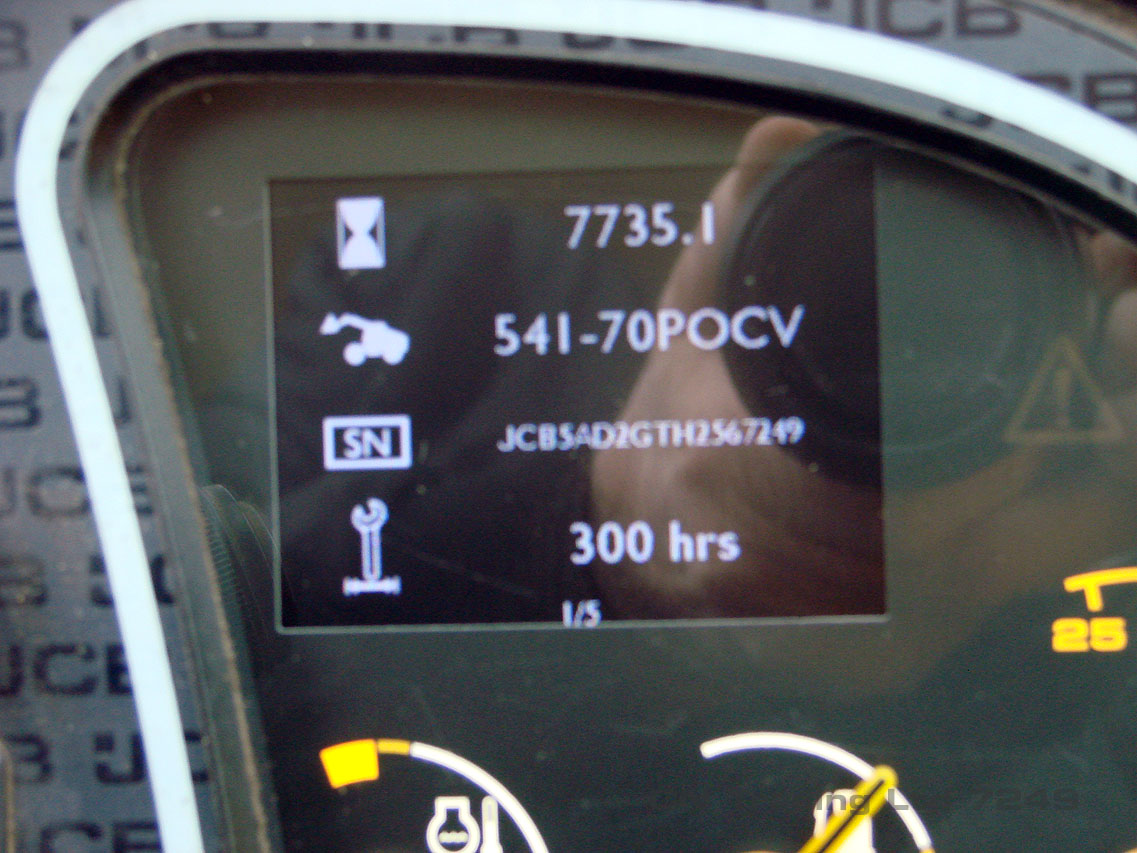 7735.1
541-70POCV
SN
JCB5AD2GTH2567249
300 hrs
1/5
25